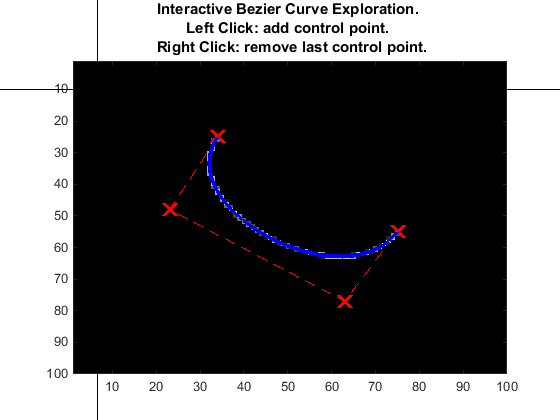 Interactive Bezier Curve Exploration.
Left Click: add control point.
Right Click: remove last control point.
10
20
30
40
50
60
70
80
90
100
10 20 30 40 50 60 70 80 90 100